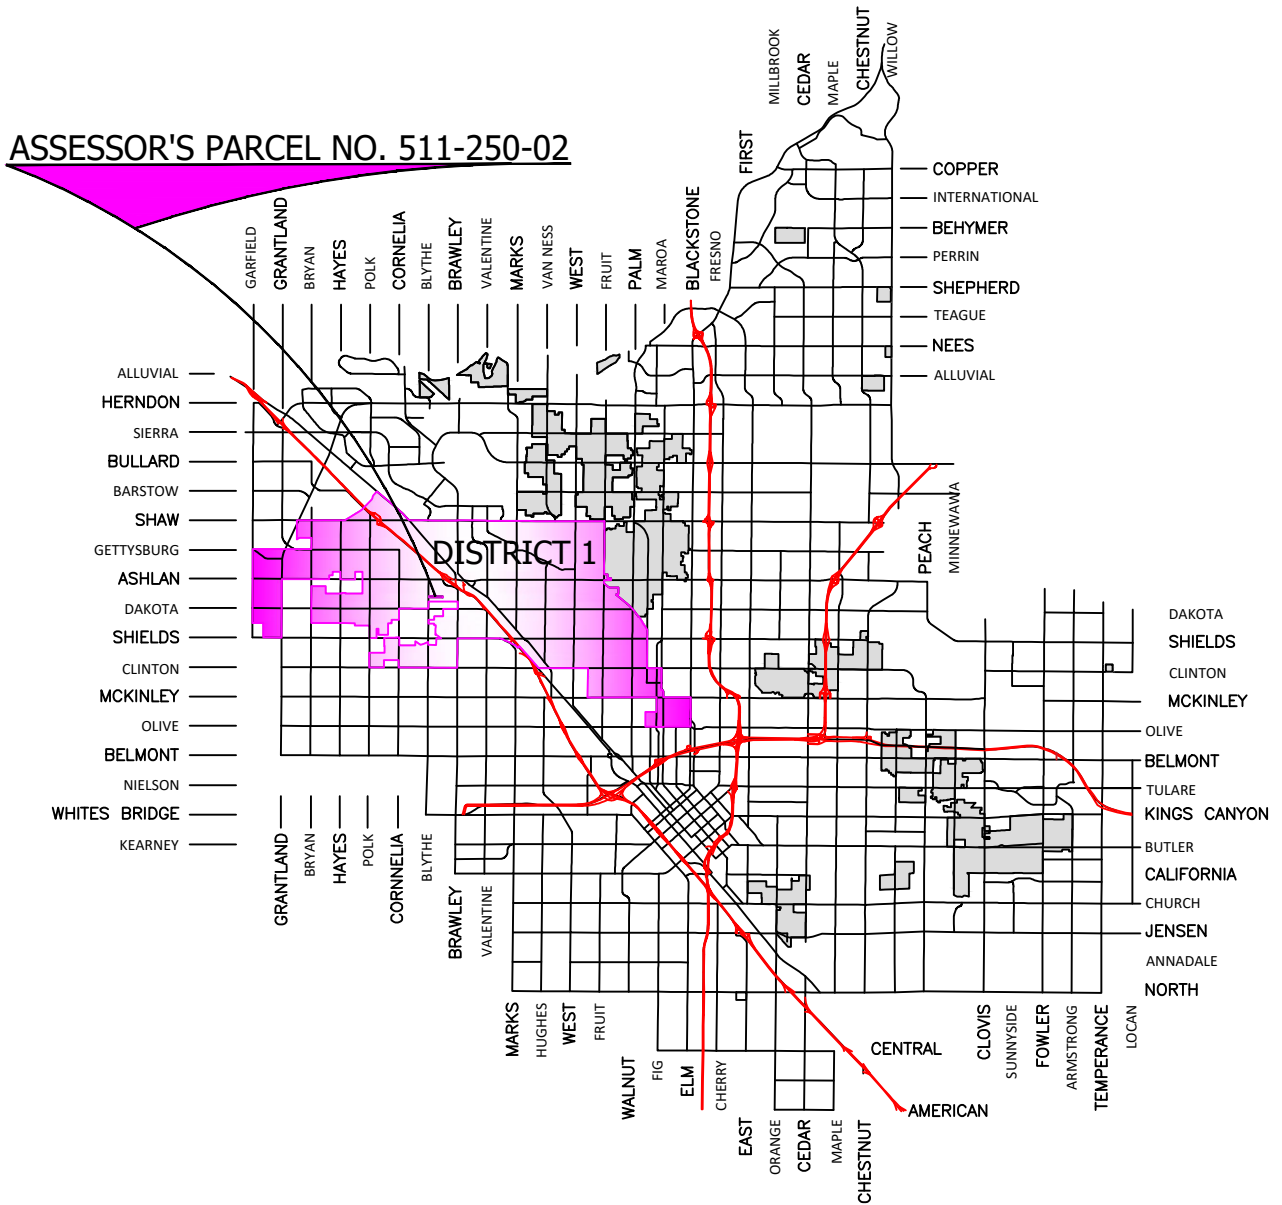 MILLBROOK
CEDAR
MAPLE
CHESTNUT
WILLOW
FIRST
ASSESSOR'S PARCEL NO. 511-250-02
COPPER
INTERNATIONAL
BEHYMER
PERRIN
SHEPHERD
TEAGUE
NEES
ALLUVIAL
GARFIELD
GRANTLAND
BRYAN
HAYES
POLK
CORNELIA
BLYTHE
BRAWLEY
VALENTINE
MARKS
VAN NESS
WEST
FRUIT
PALM
MAROA
BLACKSTONE
FRESNO
ALLUVIAL
HERNDON
SIERRA
BULLARD
BARSTOW
SHAW
GETTYSBURG
ASHLAN
DAKOTA
SHIELDS
CLINTON
MCKINLEY
OLIVE
BELMONT
NIELSON
WHITES BRIDGE
KEARNEY
DISTRICT 1
PEACH
MINNEWAWA
DAKOTA
SHIELDS
CLINTON
MCKINLEY
OLIVE
BELMONT
TULARE
KINGS CANYON
BUTLER
CALIFORNIA
CHURCH
JENSEN
ANNADALE
NORTH
GRANTLAND
BRYAN
HAYES
POLK
CORNNELIA
BLYTHE
BRAWLEY
VALENTINE
MARKS
HUGHES
WEST
FRUIT
WALNUT
FIG
ELM
CHERRY
EAST
ORANGE
CEDAR
MAPLE
CHESTNUT
CENTRAL
AMERICAN
CLOVIS
SUNNYSIDE
FOWLER
ARMSTRONG
TEMPERANCE
LOCAN